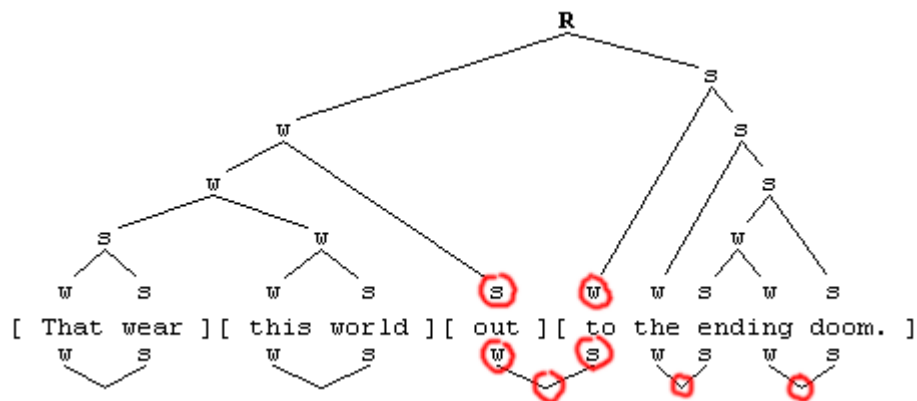 R
s
w s
w s
s w w
w s w s s w w s w s
[ That wear ][ this world ][ out ][ to the ending doom. ]
w s w s w s w s w s